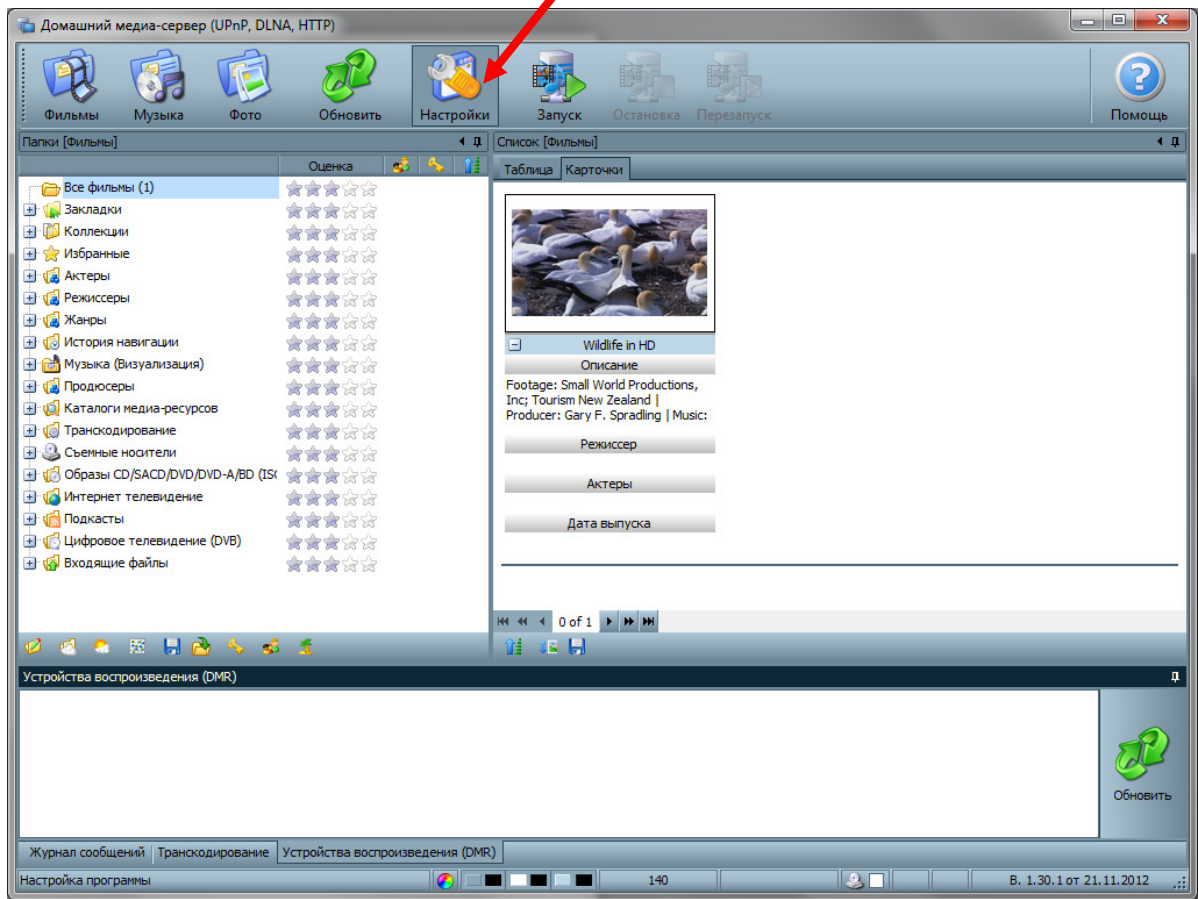 Домашний медиа-сервер (UPnP, DLNA, HTTP)
Фильмы
Музыка
Фото
Обновить
Настройки
Запуск
Остановка
Перезапуск
Помощь
Папки [Фильмы]
Оценка
Все фильмы (1)
Закладки
Коллекции
Избранные
Актеры
Режиссеры
Жанры
История навигации
Музыка (Визуализация)
Продюсеры
Каталоги медиа-ресурсов
Транскодирование
Съемные носители
Образы CD/SACD/DVD/DVD-A/BD (ISO
Интернет телевидение
Подкасты
Цифровое телевидение (DVB)
Входящие файлы
Список [Фильмы]
Таблица
Карточки
Wildlife in HD
Описание
Footage: Small World Productions,
Inc; Tourism New Zealand |
Producer: Gary F. Spradling | Music:
Режиссер
Актеры
Дата выпуска
0 of 1
Устройства воспроизведения (DMR)
Обновить
Журнал сообщений
Транскодирование
Устройства воспроизведения (DMR)
Настройка программы
140
В. 1.30.1 от 21.11.2012